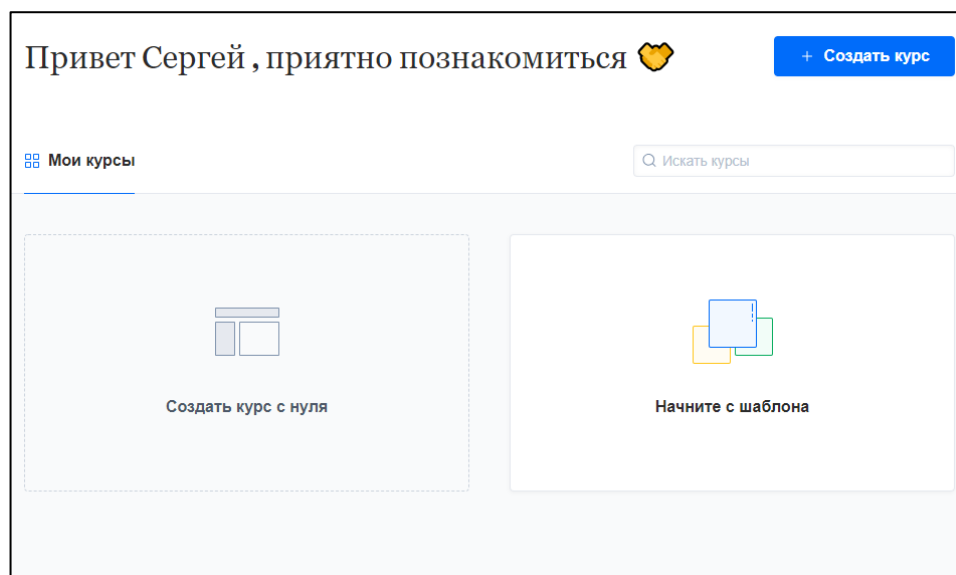 Привет Сергей , приятно познакомиться
+ Создать курс
Мои курсы
Искать курсы
Создать курс с нуля
Начните с шаблона